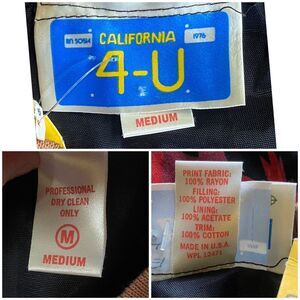 CALIFORNIA
1976
4-U
MEDIUM
PROFESSIONAL
DRY CLEAN
ONLY
M
MEDIUM
PRINT FABRIC:
100% RAYON
FILLING:
100% POLYESTER
LINING:
100% ACETATE
TRIM:
100% COTTON
MADE IN U.S.A.
WPL 12471